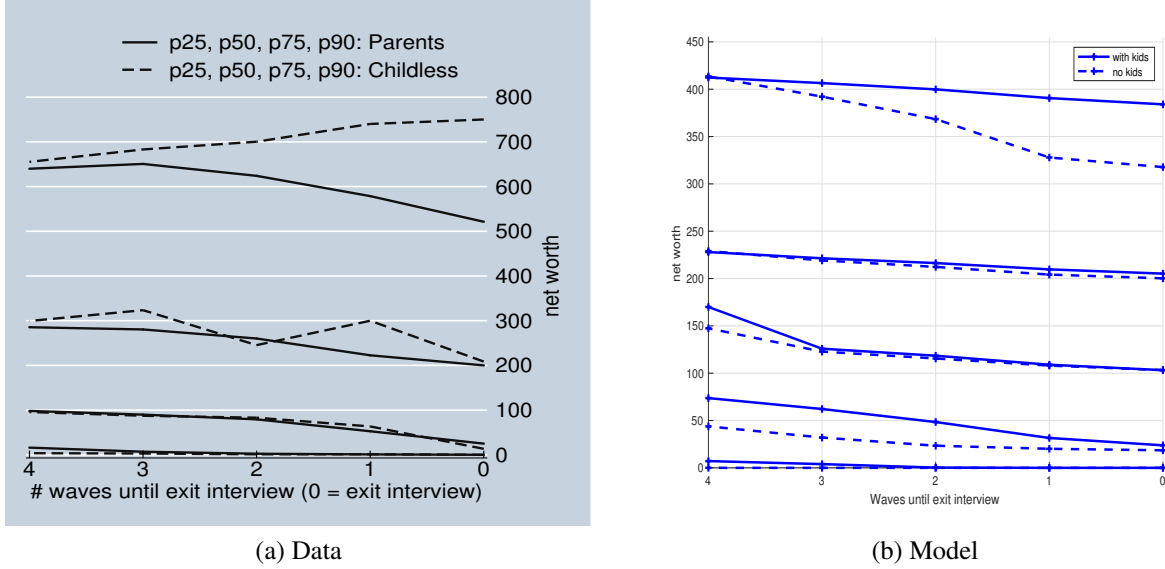 p25, p50, p75, p90: Parents
p25, p50, p75, p90: Childless
800
700
600
500
400
300
200
100
0
net worth
4 3 2 1 0
# waves until exit interview (0 = exit interview)
(a) Data
with kids
no kids
450
400
350
300
250
200
150
100
50
0
net worth
4 3 2 1 0
Waves until exit interview
(b) Model